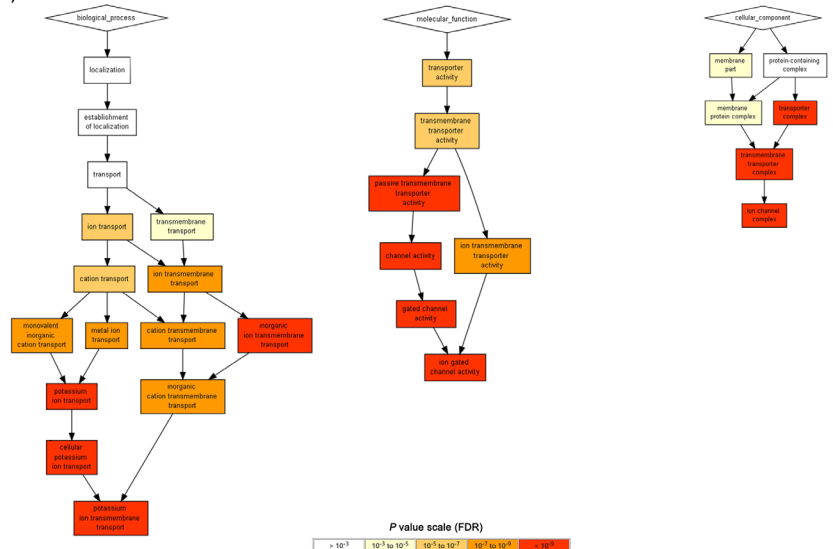 biological_process
localization
establishment
of localization
transport
ion transport
transmembrane
transport
cation transport
ion transmembrane
transport
monovalent
inorganic
cation transport
metal ion
transport
cation transmembrane
transport
inorganic
ion transmembrane
transport
potassium
ion transport
inorganic
cation transmembrane
transport
cellular
potassium
ion transport
potassium
ion transmembrane
transport
molecular_function
transporter
activity
transmembrane
transporter
activity
passive transmembrane
transporter
activity
channel activity
ion transmembrane
transporter
activity
gated channel
activity
ion gated
channel activity
cellular_component
membrane
part
protein-containing
complex
membrane
protein complex
transporter
complex
transmembrane
transporter
complex
ion channel
complex
P value scale (FDR)
> 10-3 10-3 to 10-5 10-5 to 10-7 10-7 to 10-9 < 10-9